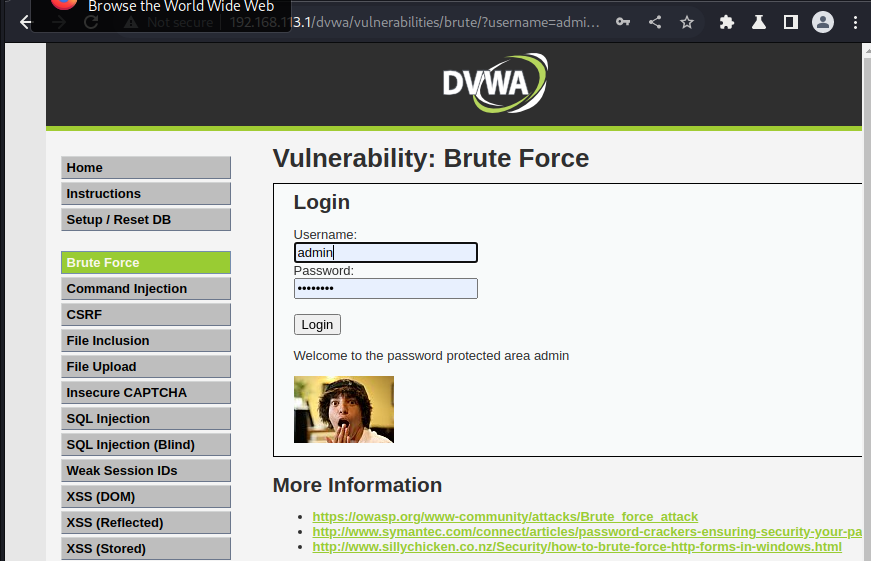 Browse the World Wide Web
Not secure 192.168.113.1/dvwa/vulnerabilities/brute/?username=admi...
DVWA
Home
Instructions
Setup / Reset DB
Brute Force
Command Injection
CSRF
File Inclusion
File Upload
Insecure CAPTCHA
SQL Injection
SQL Injection (Blind)
Weak Session IDs
XSS (DOM)
XSS (Reflected)
XSS (Stored)
Vulnerability: Brute Force
Login
Username:
admin
Password:
••••••••
Login
Welcome to the password protected area admin
More Information
• https://owasp.org/www-community/attacks/Brute_force_attack
• http://www.symantec.com/connect/articles/password-crackers-ensuring-security-your-pa
• http://www.sillychicken.co.nz/Security/how-to-brute-force-http-forms-in-windows.html